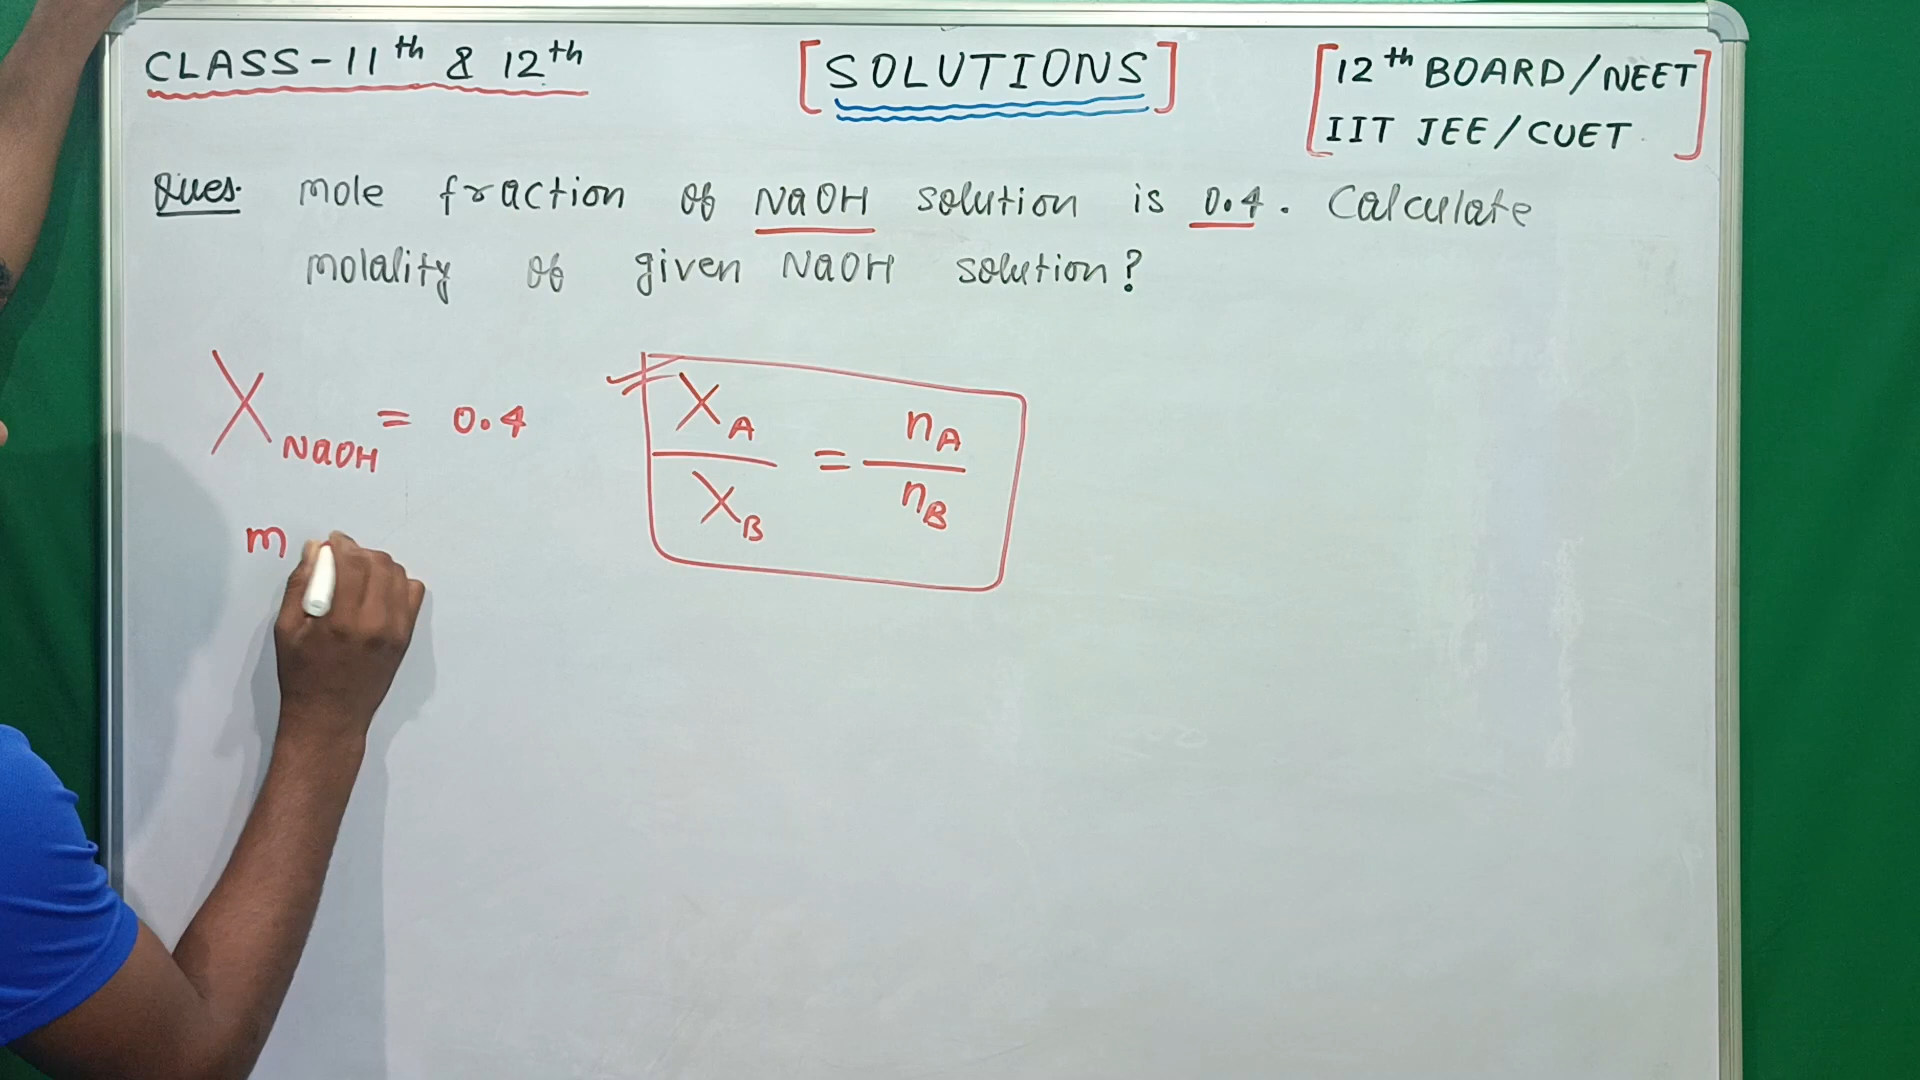 CLASS-11th & 12th
[SOLUTIONS]
[12th BOARD/NEET
IIT JEE/CUET]
Ques. mole fraction of NaOH solution is 0.4. Calculate
molality of given NaOH solution?
X NaOH = 0.4
X_A / X_B = n_A / n_B
m